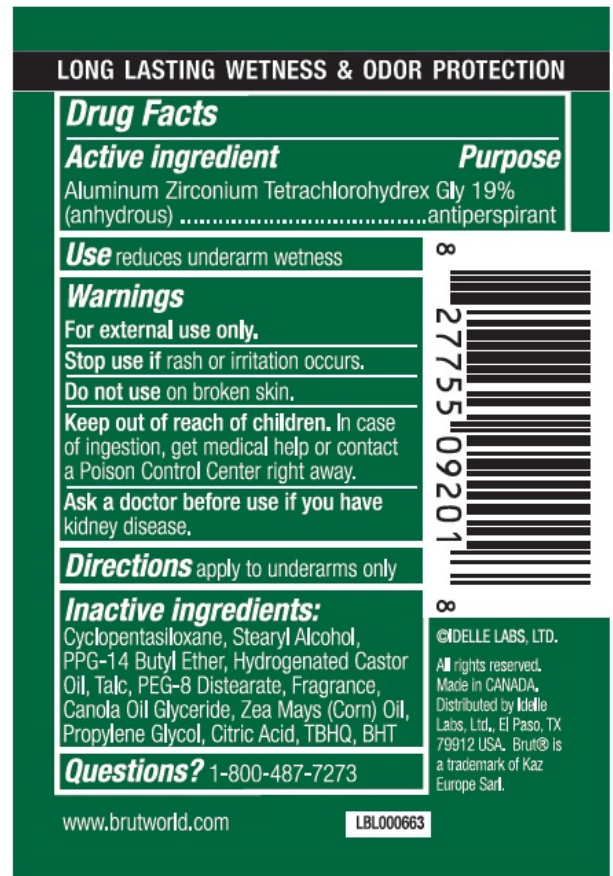 LONG LASTING WETNESS & ODOR PROTECTION
Drug Facts
Active ingredient Purpose
Aluminum Zirconium Tetrachlorohydrex Gly 19%
(anhydrous) ......................................antiperspirant
Use reduces underarm wetness
Warnings
For external use only.
Stop use if rash or irritation occurs.
Do not use on broken skin.
Keep out of reach of children. In case
of ingestion, get medical help or contact
a Poison Control Center right away.
Ask a doctor before use if you have
kidney disease.
Directions apply to underarms only
Inactive ingredients:
Cyclopentasiloxane, Stearyl Alcohol,
PPG-14 Butyl Ether, Hydrogenated Castor
Oil, Talc, PEG-8 Distearate, Fragrance,
Canola Oil Glyceride, Zea Mays (Corn) Oil,
Propylene Glycol, Citric Acid, TBHQ, BHT
Questions? 1-800-487-7273
www.brutworld.com
LBL000663
8 27755 09201 8
©IDELLE LABS, LTD.
All rights reserved.
Made in CANADA.
Distributed by Idelle
Labs, Ltd., El Paso, TX
79912 USA. Brut® is
a trademark of Kaz
Europe Sarl.